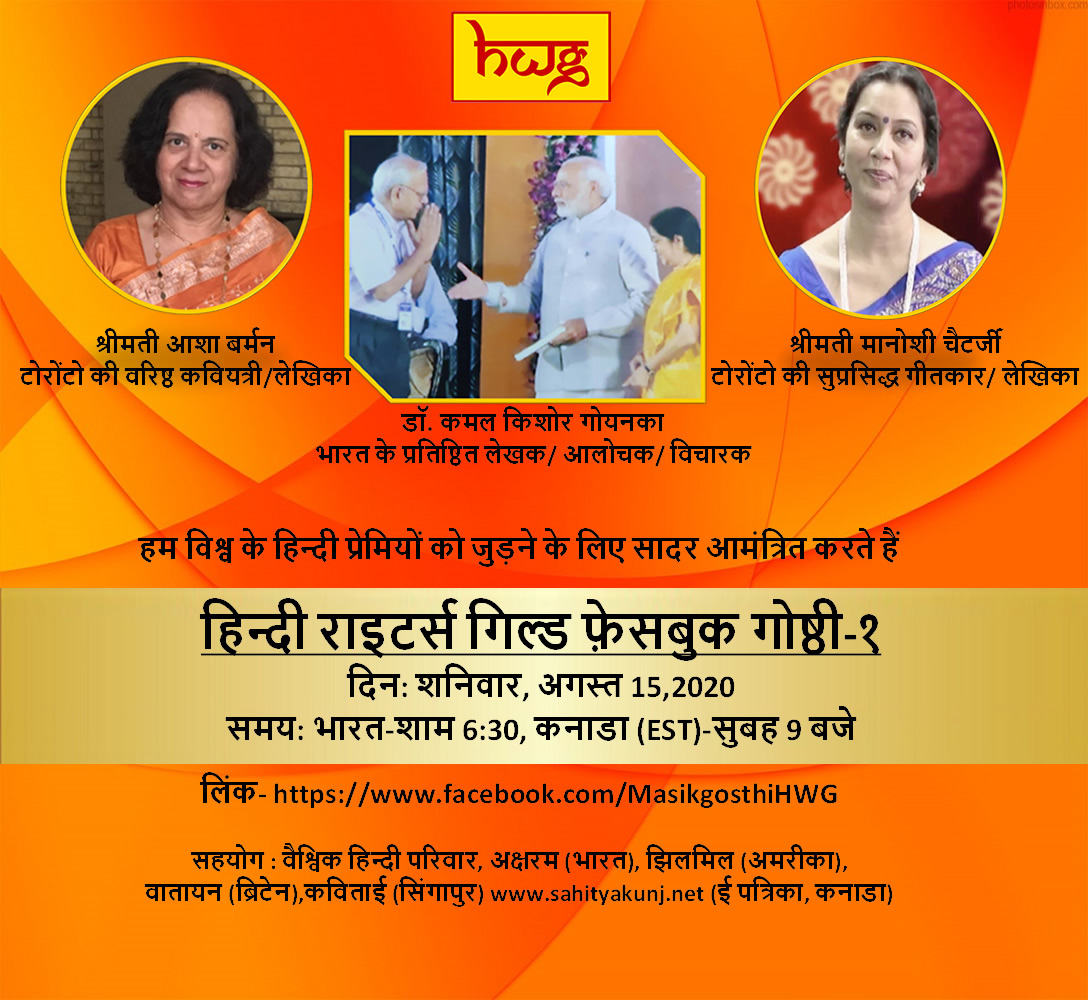 photosinbox.com
hwg
श्रीमती आशा बर्मन
टोरोंटो की वरिष्ठ कवियत्री/लेखिका
श्रीमती मानोशी चैटर्जी
टोरोंटो की सुप्रसिद्ध गीतकार/ लेखिका
डॉ. कमल किशोर गोयनका
भारत के प्रतिष्ठित लेखक/ आलोचक/ विचारक
हम विश्व के हिन्दी प्रेमियों को जुड़ने के लिए सादर आमंत्रित करते हैं
हिन्दी राइटर्स गिल्ड फ़ेसबुक गोष्ठी-१
दिन: शनिवार, अगस्त 15,2020
समय: भारत-शाम 6:30, कनाडा (EST)-सुबह 9 बजे
लिंक- https://www.facebook.com/MasikgosthiHWG
सहयोग : वैश्विक हिन्दी परिवार, अक्षरम (भारत), झिलमिल (अमरीका),
वातायन (ब्रिटेन),कविताई (सिंगापुर) www.sahityakunj.net (ई पत्रिका, कनाडा)